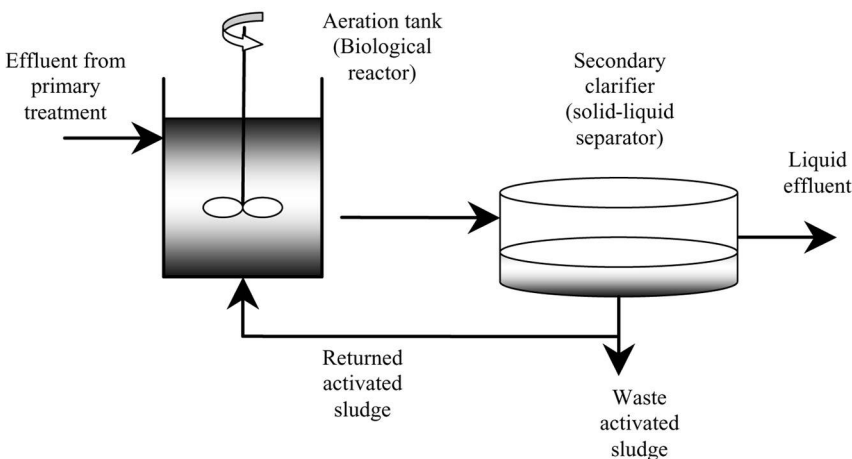 Effluent from
primary
treatment
Aeration tank
(Biological
reactor)
Secondary
clarifier
(solid-liquid
separator)
Liquid
effluent
Returned
activated
sludge
Waste
activated
sludge